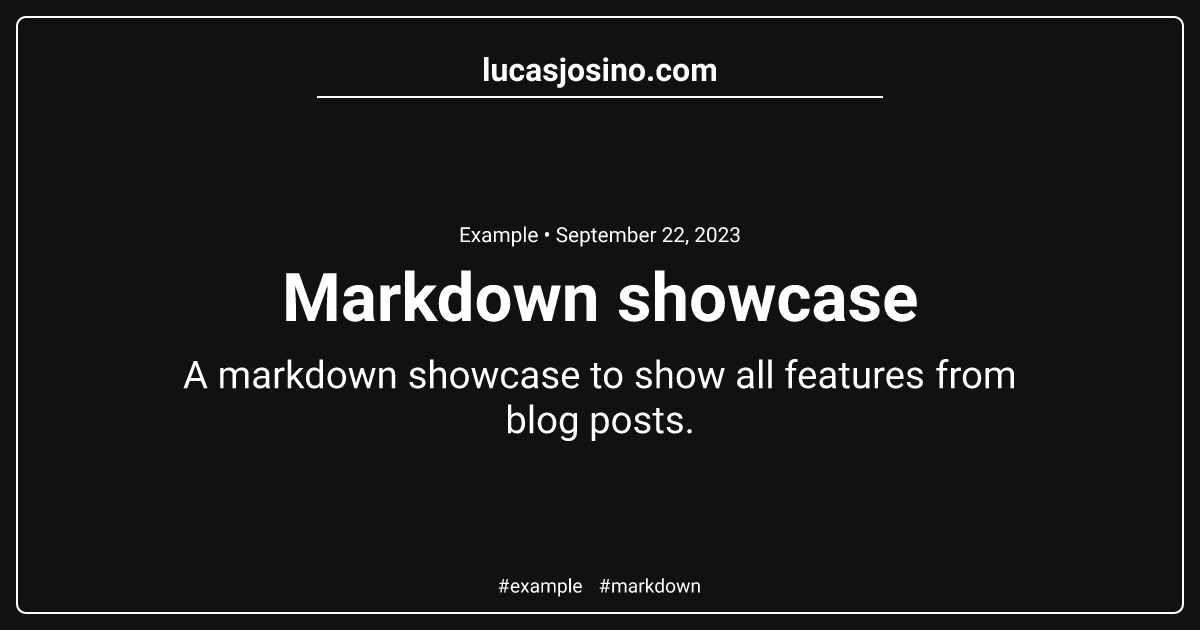 lucasjosino.com
Example • September 22, 2023
Markdown showcase
A markdown showcase to show all features from
blog posts.
#example #markdown